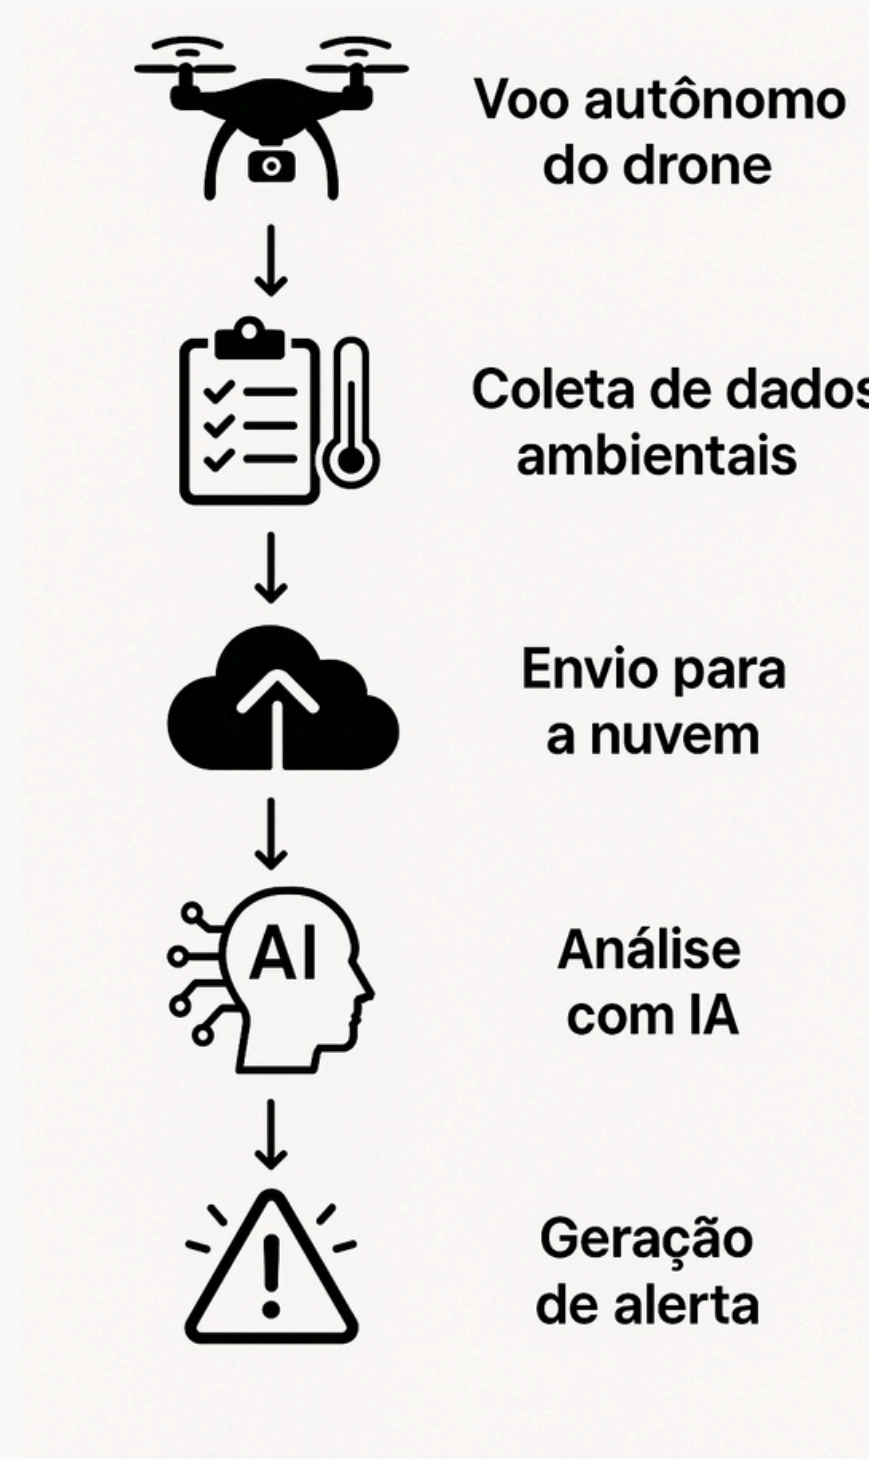 Voo autônomo
do drone
Coleta de dados
ambientais
Envio para
a nuvem
AI
Análise
com IA
Geração
de alerta